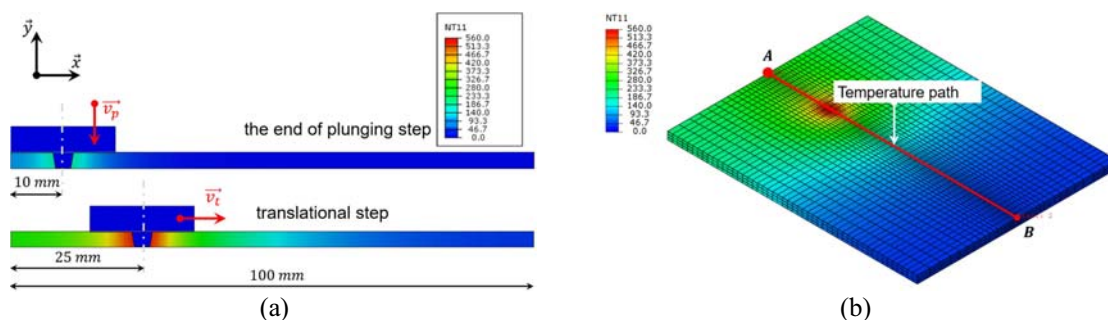 y
x
v_p
the end of plunging step
10 mm
v_t
translational step
25 mm
100 mm
NT11
560.0
513.3
466.7
420.0
373.3
326.7
280.0
233.3
186.7
140.0
93.3
46.7
0.0
(a)
NT11
560.0
513.3
466.7
420.0
373.3
326.7
280.0
233.3
186.7
140.0
93.3
46.7
0.0
A
Temperature path
B
(b)